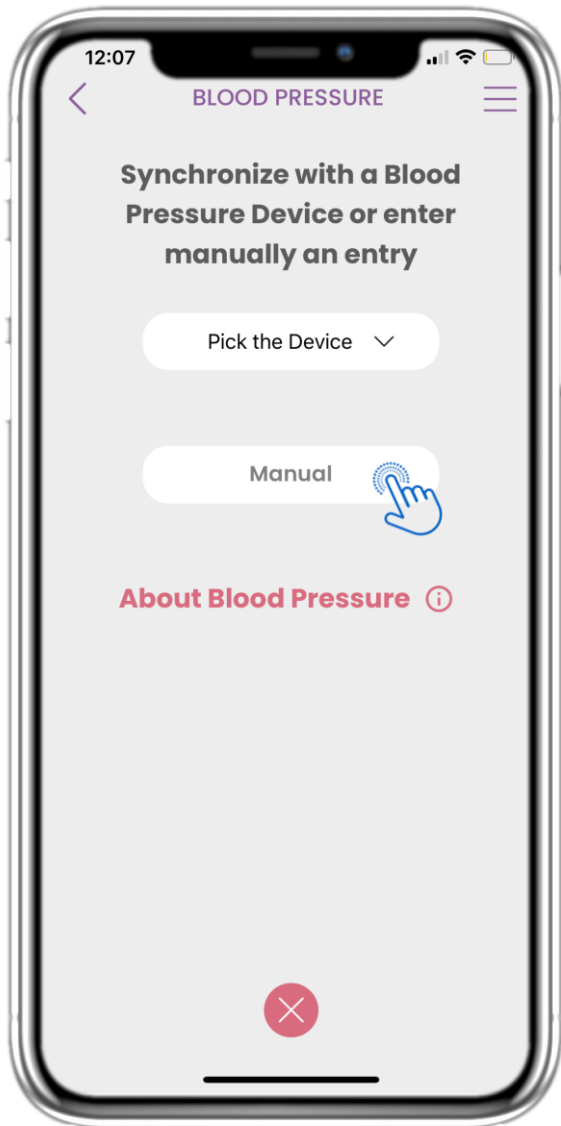 12:07
BLOOD PRESSURE
Synchronize with a Blood
Pressure Device or enter
manually an entry
Pick the Device
Manual
About Blood Pressure